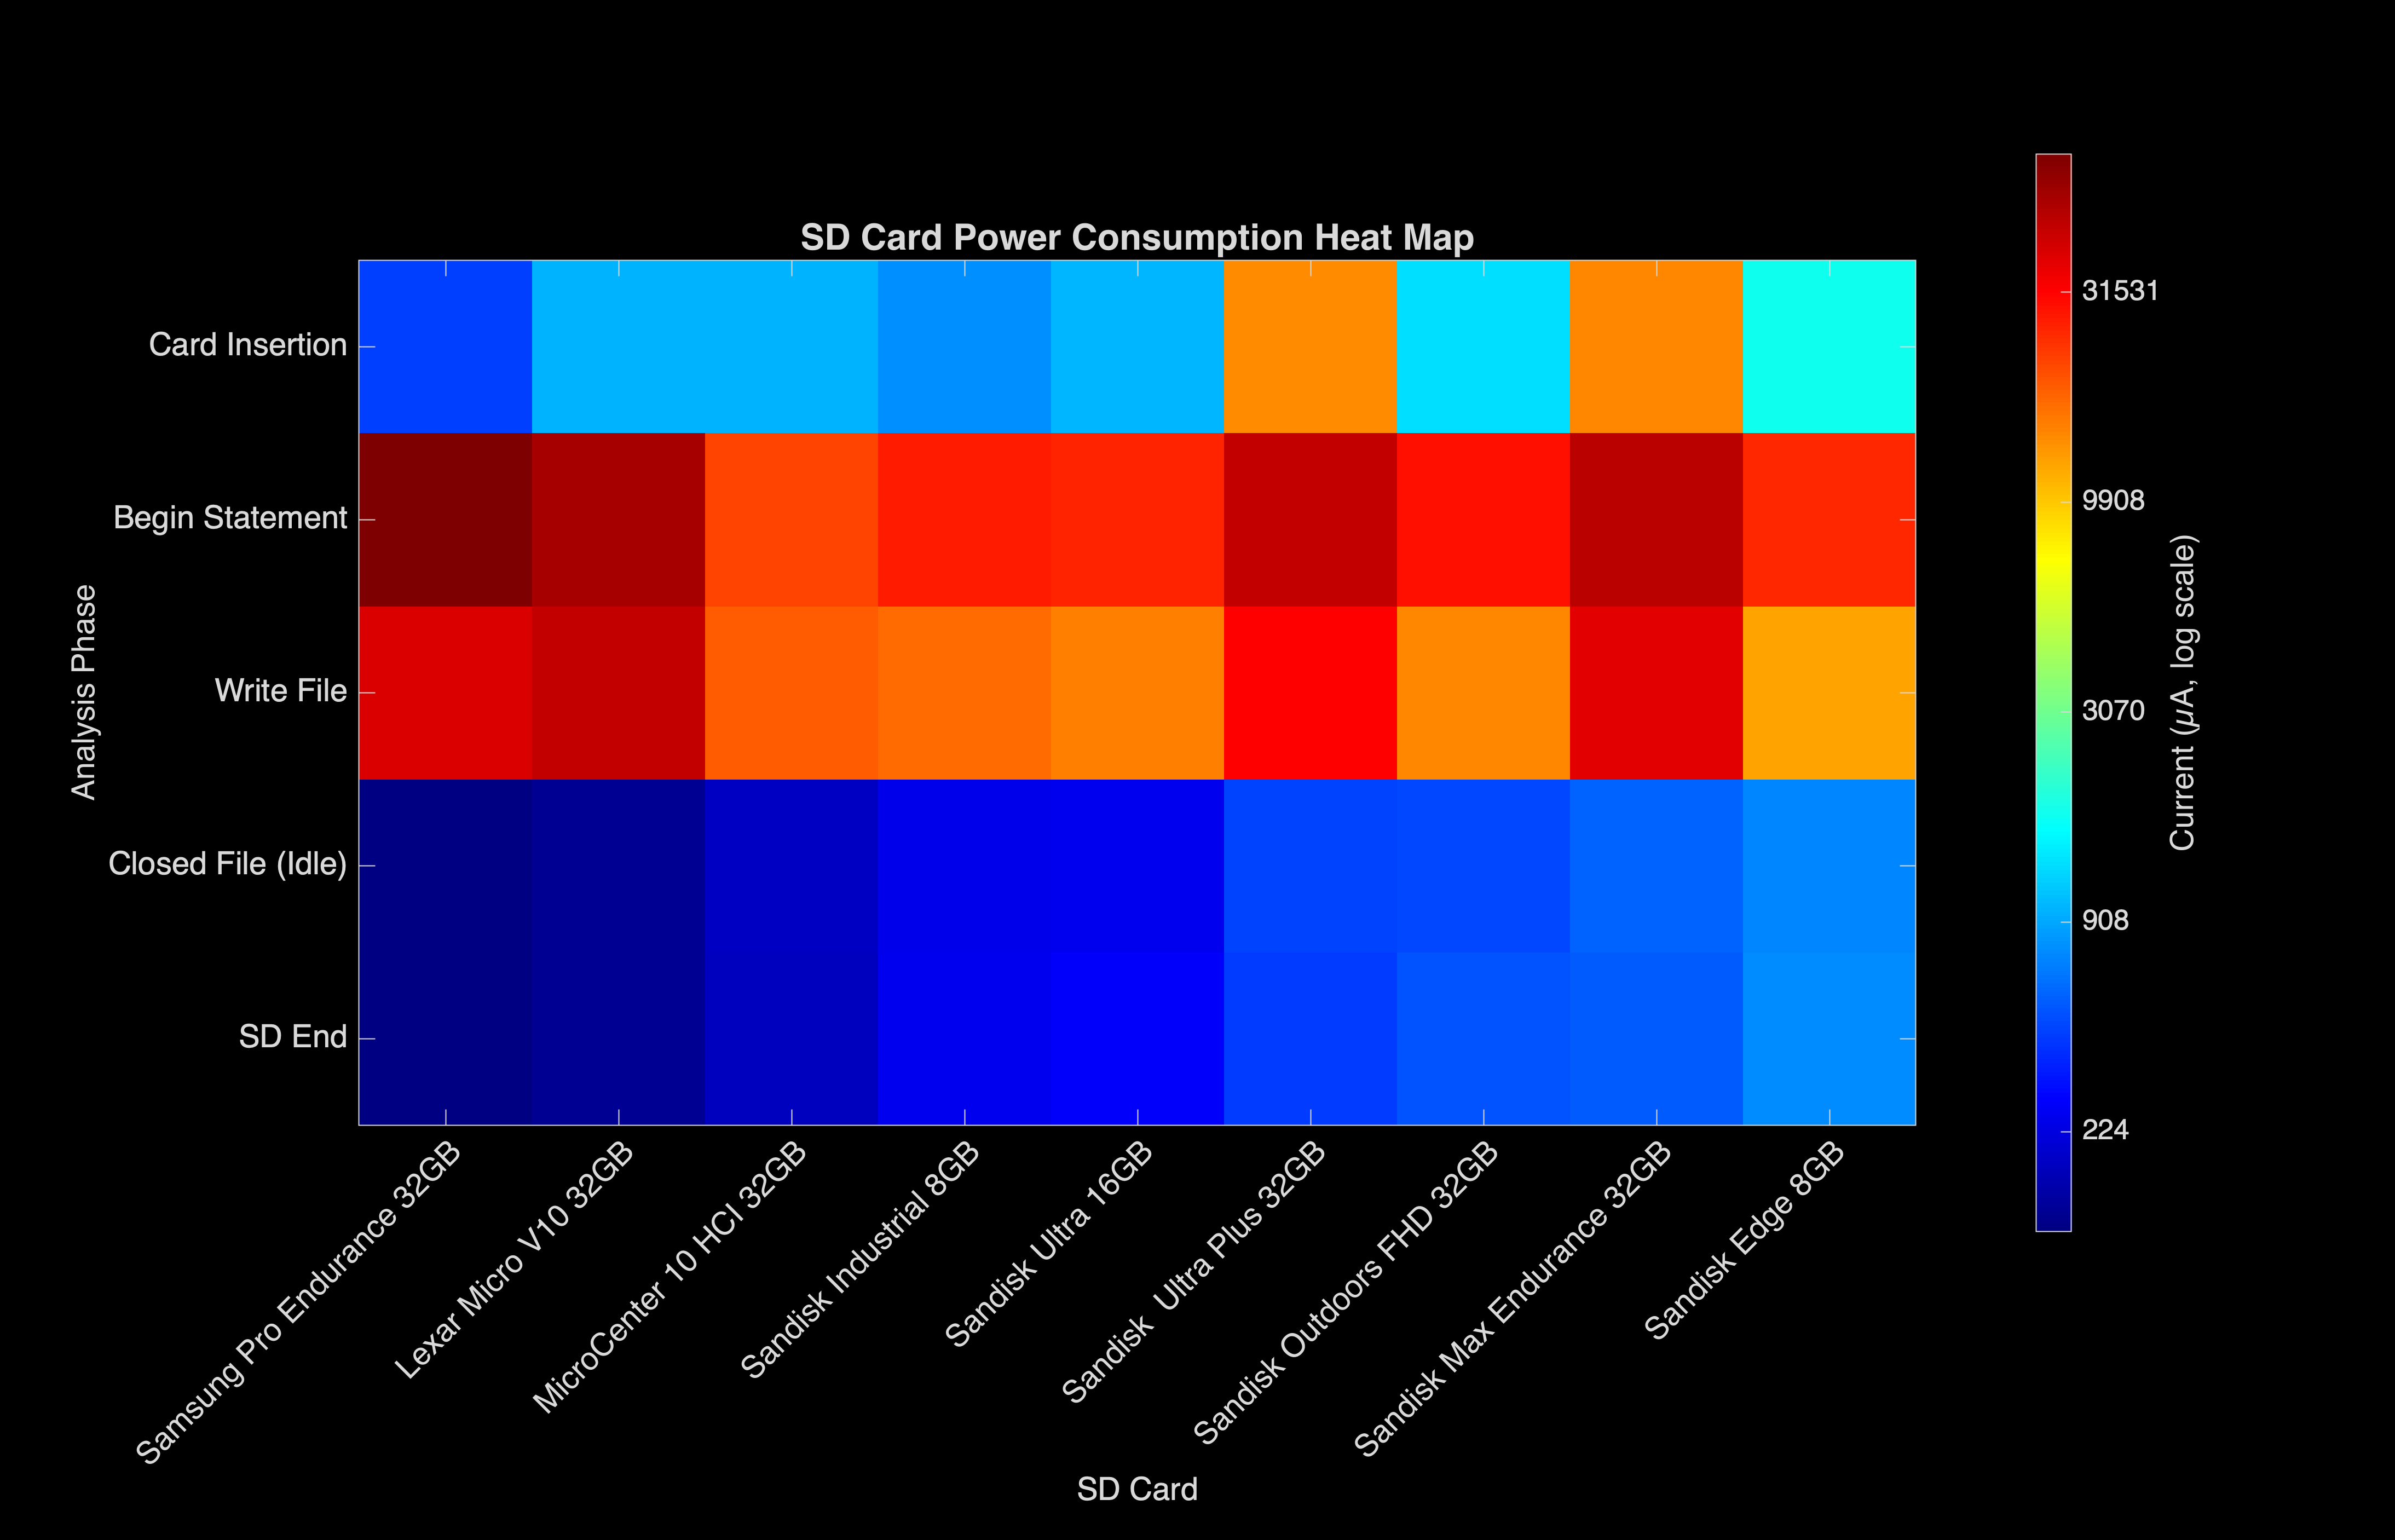 SD Card Power Consumption Heat Map
Analysis Phase
Card Insertion
Begin Statement
Write File
Closed File (Idle)
SD End
Samsung Pro Endurance 32GB
Lexar Micro V10 32GB
MicroCenter 10 HCI 32GB
Sandisk Industrial 8GB
Sandisk Ultra 16GB
Sandisk  Ultra Plus 32GB
Sandisk Outdoors FHD 32GB
Sandisk Max Endurance 32GB
Sandisk Edge 8GB
SD Card
31531
9908
3070
908
224
Current (μA, log scale)